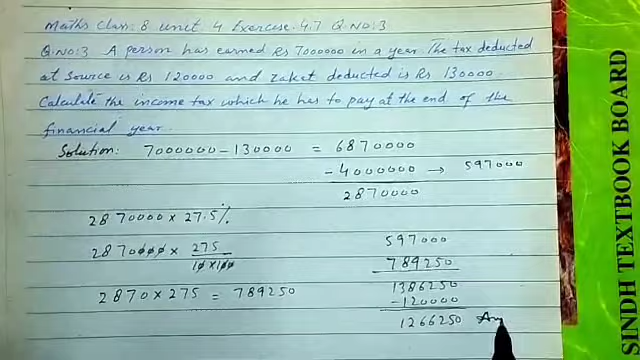 Maths Class: 8 unit. 4 Exercise. 4.7 Q.No:3
Q.No:3 A person has earned Rs 7000000 in a year. The tax deducted
at Source is Rs 120000 and zaket deducted is Rs 130000.
Calculate the income tax which he has to pay at the end of the
financial year.
Solution: 7000000 - 130000 = 6870000
- 4000000 → 597000
2870000
2870000 × 27.5%
2870000 × 275
10 × 100
2870 × 275 = 789250
597000
789250
1386250
- 120000
1266250 Ans
SINDH TEXTBOOK BOARD